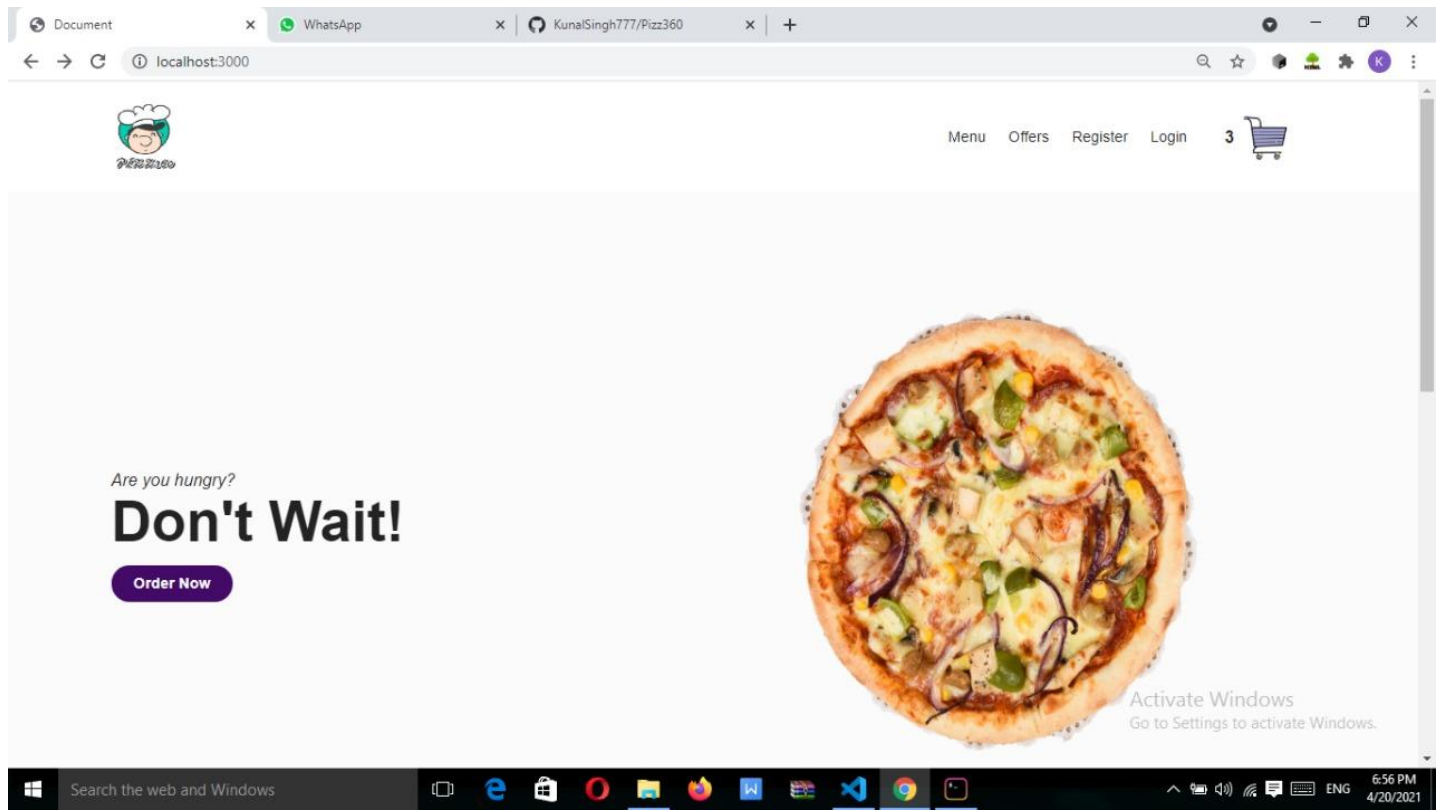 Document
WhatsApp
KunalSingh777/Pizz360
localhost:3000
K
Menu Offers Register Login 3
Are you hungry?
Don't Wait!
Order Now
Activate Windows
Go to Settings to activate Windows.
Search the web and Windows
ENG
6:56 PM
4/20/2021